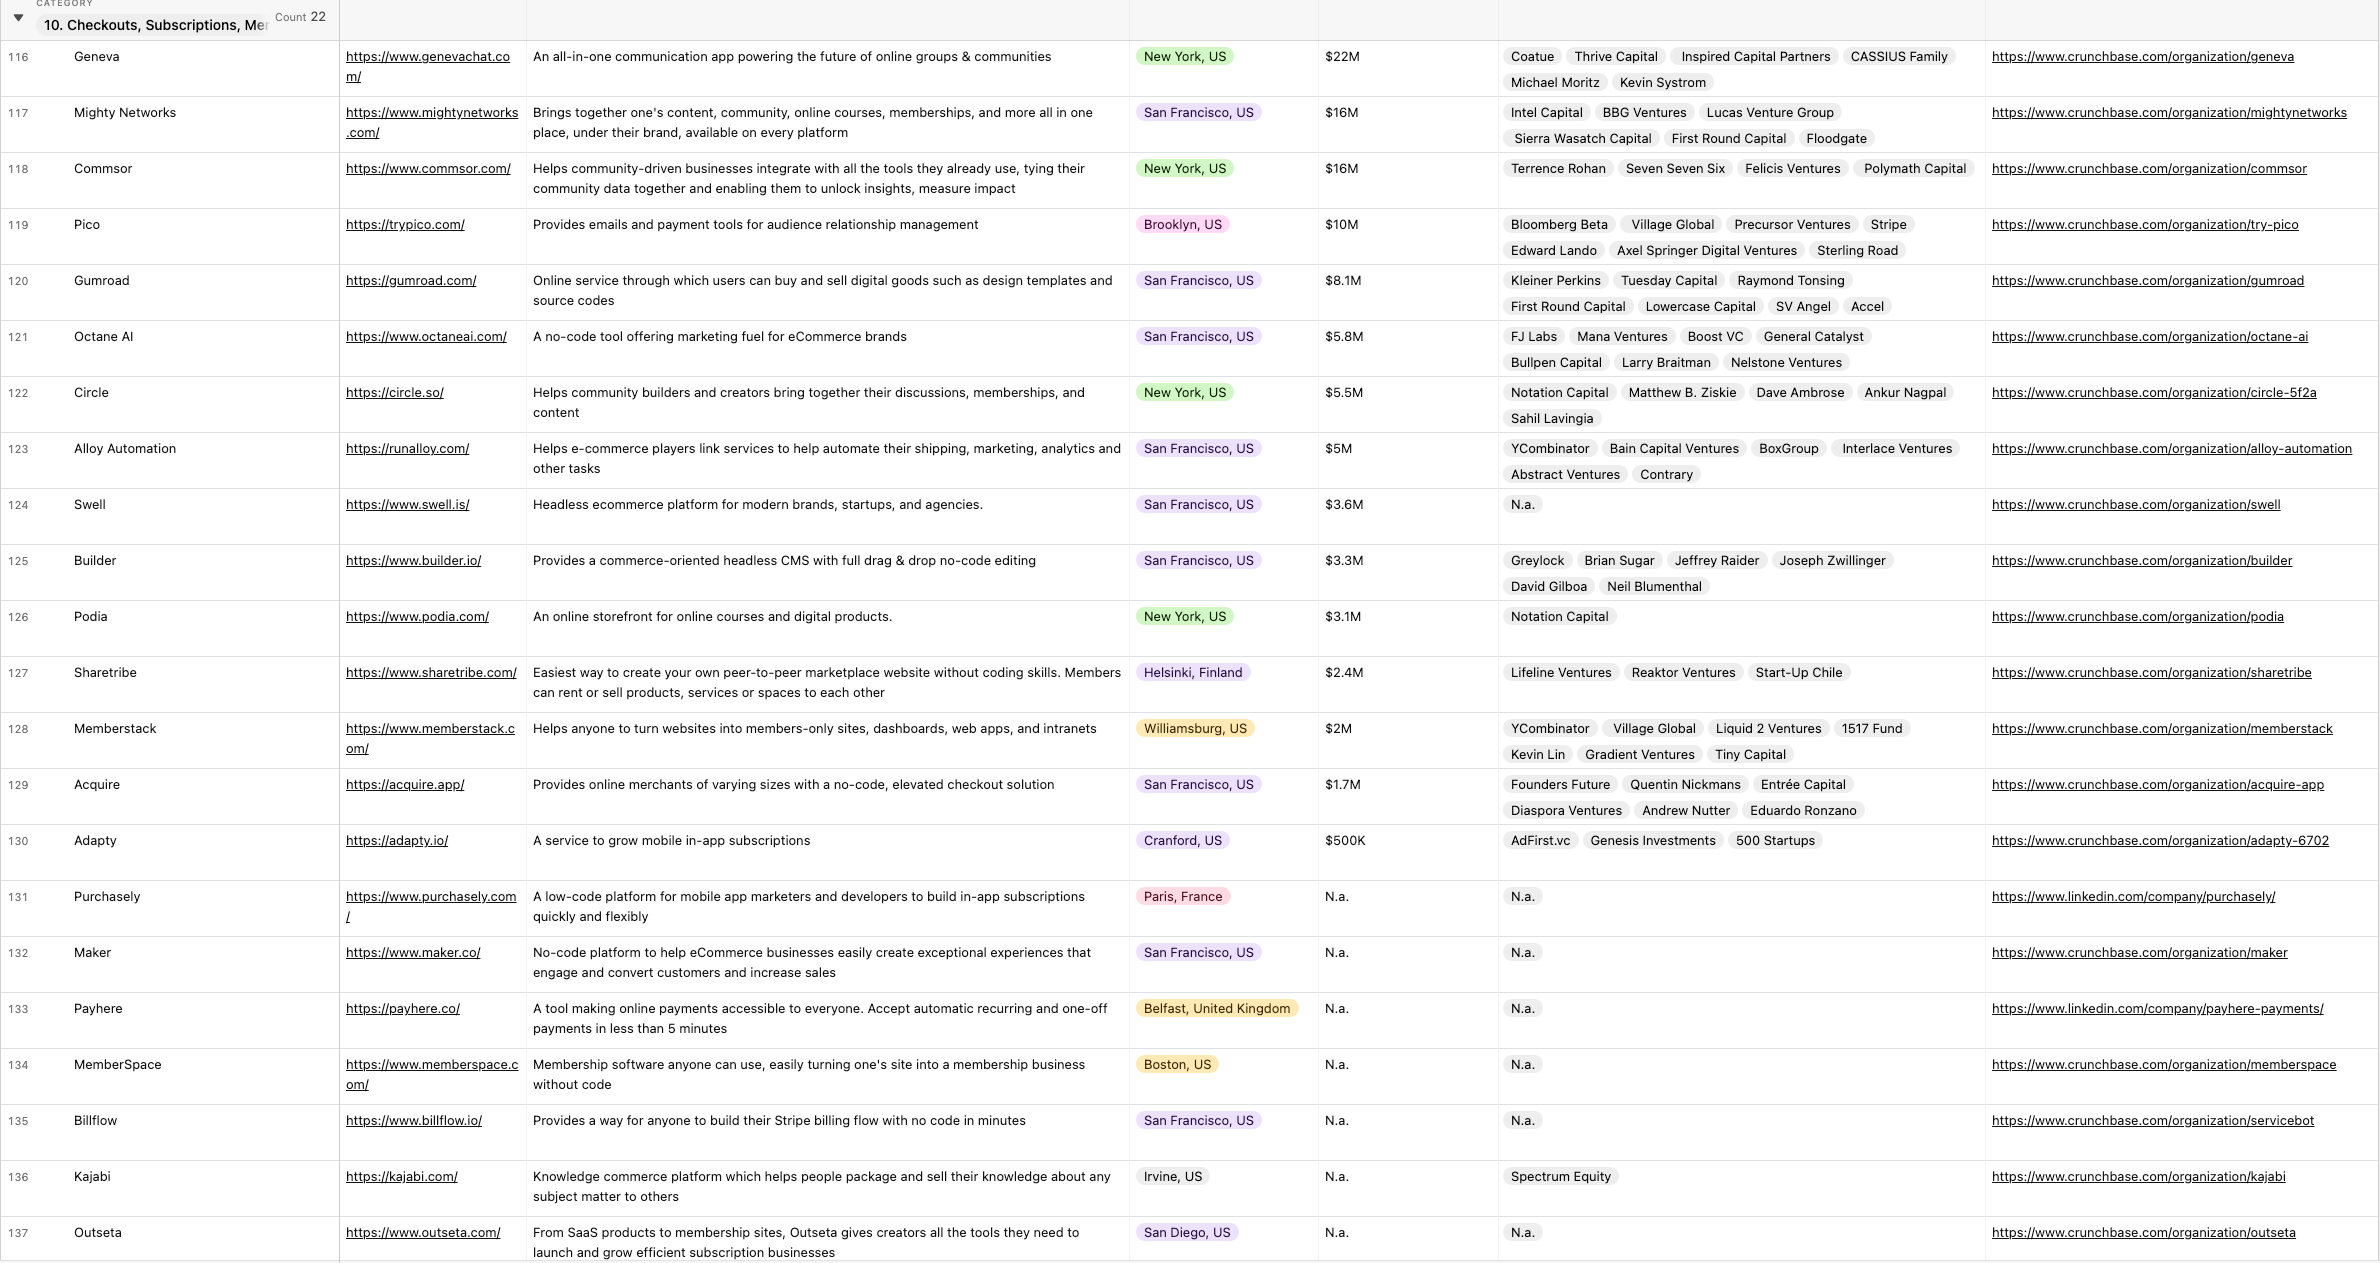 CATEGORY
10. Checkouts, Subscriptions, Me Count 22
116 Geneva https://www.genevachat.co An all-in-one communication app powering the future of online groups & communities New York, US $22M Coatue Thrive Capital Inspired Capital Partners CASSIUS Family https://www.crunchbase.com/organization/geneva
m/ Michael Moritz Kevin Systrom
117 Mighty Networks https://www.mightynetworks Brings together one's content, community, online courses, memberships, and more all in one San Francisco, US $16M Intel Capital BBG Ventures Lucas Venture Group https://www.crunchbase.com/organization/mightynetworks
.com/ place, under their brand, available on every platform Sierra Wasatch Capital First Round Capital Floodgate
118 Commsor https://www.commsor.com/ Helps community-driven businesses integrate with all the tools they already use, tying their New York, US $16M Terrence Rohan Seven Seven Six Felicis Ventures Polymath Capital https://www.crunchbase.com/organization/commsor
community data together and enabling them to unlock insights, measure impact
119 Pico https://trypico.com/ Provides emails and payment tools for audience relationship management Brooklyn, US $10M Bloomberg Beta Village Global Precursor Ventures Stripe https://www.crunchbase.com/organization/try-pico
Edward Lando Axel Springer Digital Ventures Sterling Road
120 Gumroad https://gumroad.com/ Online service through which users can buy and sell digital goods such as design templates and San Francisco, US $8.1M Kleiner Perkins Tuesday Capital Raymond Tonsing https://www.crunchbase.com/organization/gumroad
source codes First Round Capital Lowercase Capital SV Angel Accel
121 Octane AI https://www.octaneai.com/ A no-code tool offering marketing fuel for eCommerce brands San Francisco, US $5.8M FJ Labs Mana Ventures Boost VC General Catalyst https://www.crunchbase.com/organization/octane-ai
Bullpen Capital Larry Braitman Nelstone Ventures
122 Circle https://circle.so/ Helps community builders and creators bring together their discussions, memberships, and New York, US $5.5M Notation Capital Matthew B. Ziskie Dave Ambrose Ankur Nagpal https://www.crunchbase.com/organization/circle-5f2a
content Sahil Lavingia
123 Alloy Automation https://runalloy.com/ Helps e-commerce players link services to help automate their shipping, marketing, analytics and San Francisco, US $5M YCombinator Bain Capital Ventures BoxGroup Interlace Ventures https://www.crunchbase.com/organization/alloy-automation
other tasks Abstract Ventures Contrary
124 Swell https://www.swell.is/ Headless ecommerce platform for modern brands, startups, and agencies. San Francisco, US $3.6M N.a. https://www.crunchbase.com/organization/swell
125 Builder https://www.builder.io/ Provides a commerce-oriented headless CMS with full drag & drop no-code editing San Francisco, US $3.3M Greylock Brian Sugar Jeffrey Raider Joseph Zwillinger https://www.crunchbase.com/organization/builder
David Gilboa Neil Blumenthal
126 Podia https://www.podia.com/ An online storefront for online courses and digital products. New York, US $3.1M Notation Capital https://www.crunchbase.com/organization/podia
127 Sharetribe https://www.sharetribe.com/ Easiest way to create your own peer-to-peer marketplace website without coding skills. Members Helsinki, Finland $2.4M Lifeline Ventures Reaktor Ventures Start-Up Chile https://www.crunchbase.com/organization/sharetribe
can rent or sell products, services or spaces to each other
128 Memberstack https://www.memberstack.c Helps anyone to turn websites into members-only sites, dashboards, web apps, and intranets Williamsburg, US $2M YCombinator Village Global Liquid 2 Ventures 1517 Fund https://www.crunchbase.com/organization/memberstack
om/ Kevin Lin Gradient Ventures Tiny Capital
129 Acquire https://acquire.app/ Provides online merchants of varying sizes with a no-code, elevated checkout solution San Francisco, US $1.7M Founders Future Quentin Nickmans Entrée Capital https://www.crunchbase.com/organization/acquire-app
Diaspora Ventures Andrew Nutter Eduardo Ronzano
130 Adapty https://adapty.io/ A service to grow mobile in-app subscriptions Cranford, US $500K AdFirst.vc Genesis Investments 500 Startups https://www.crunchbase.com/organization/adapty-6702
131 Purchasely https://www.purchasely.com A low-code platform for mobile app marketers and developers to build in-app subscriptions Paris, France N.a. N.a. https://www.linkedin.com/company/purchasely/
/ quickly and flexibly
132 Maker https://www.maker.co/ No-code platform to help eCommerce businesses easily create exceptional experiences that San Francisco, US N.a. N.a. https://www.crunchbase.com/organization/maker
engage and convert customers and increase sales
133 Payhere https://payhere.co/ A tool making online payments accessible to everyone. Accept automatic recurring and one-off Belfast, United Kingdom N.a. N.a. https://www.linkedin.com/company/payhere-payments/
payments in less than 5 minutes
134 MemberSpace https://www.memberspace.c Membership software anyone can use, easily turning one's site into a membership business Boston, US N.a. N.a. https://www.crunchbase.com/organization/memberspace
om/ without code
135 Billflow https://www.billflow.io/ Provides a way for anyone to build their Stripe billing flow with no code in minutes San Francisco, US N.a. N.a. https://www.crunchbase.com/organization/servicebot
136 Kajabi https://kajabi.com/ Knowledge commerce platform which helps people package and sell their knowledge about any Irvine, US N.a. Spectrum Equity https://www.crunchbase.com/organization/kajabi
subject matter to others
137 Outseta https://www.outseta.com/ From SaaS products to membership sites, Outseta gives creators all the tools they need to San Diego, US N.a. N.a. https://www.crunchbase.com/organization/outseta
launch and grow efficient subscription businesses